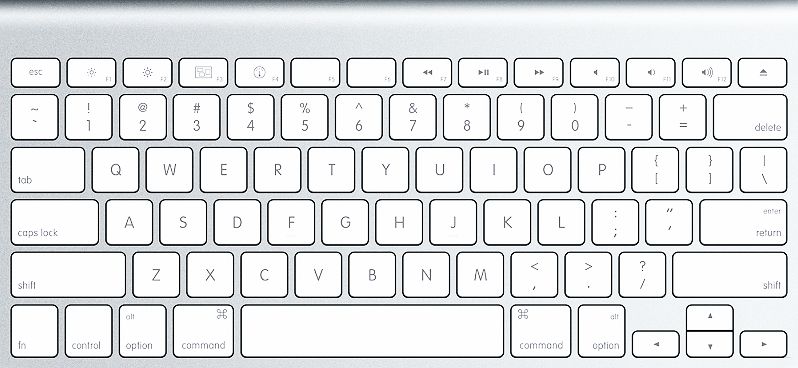 esc F1 F2 F3 F4 F5 F6 F7 F8 F9 F10 F11 F12
~ ! @ # $ % ^ & * ( ) – +
` 1 2 3 4 5 6 7 8 9 0 - = delete
tab Q W E R T Y U I O P { } |
[ ] \
caps lock A S D F G H J K L : " enter
; ' return
shift Z X C V B N M < > ? shift
, . /
alt ⌘ ⌘ alt
fn control option command command option